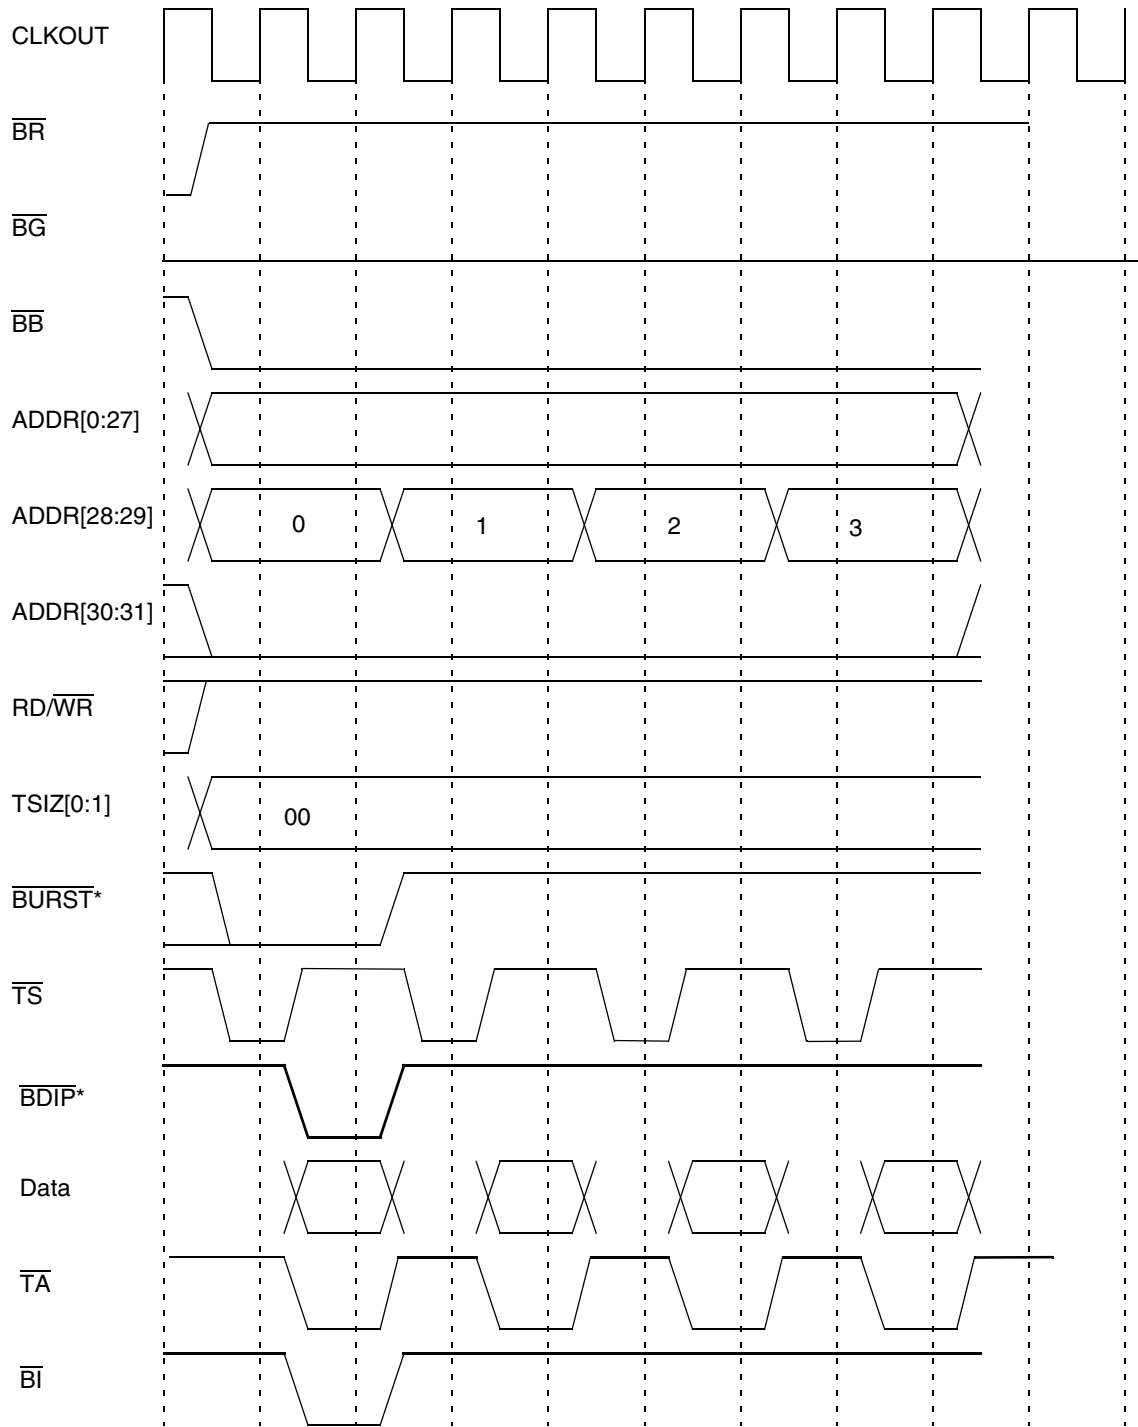 CLKOUT
BR
BG
BB
ADDR[0:27]
ADDR[28:29] 0 1 2 3
ADDR[30:31]
RD/WR
TSIZ[0:1] 00
BURST*
TS
BDIP*
Data
TA
BI